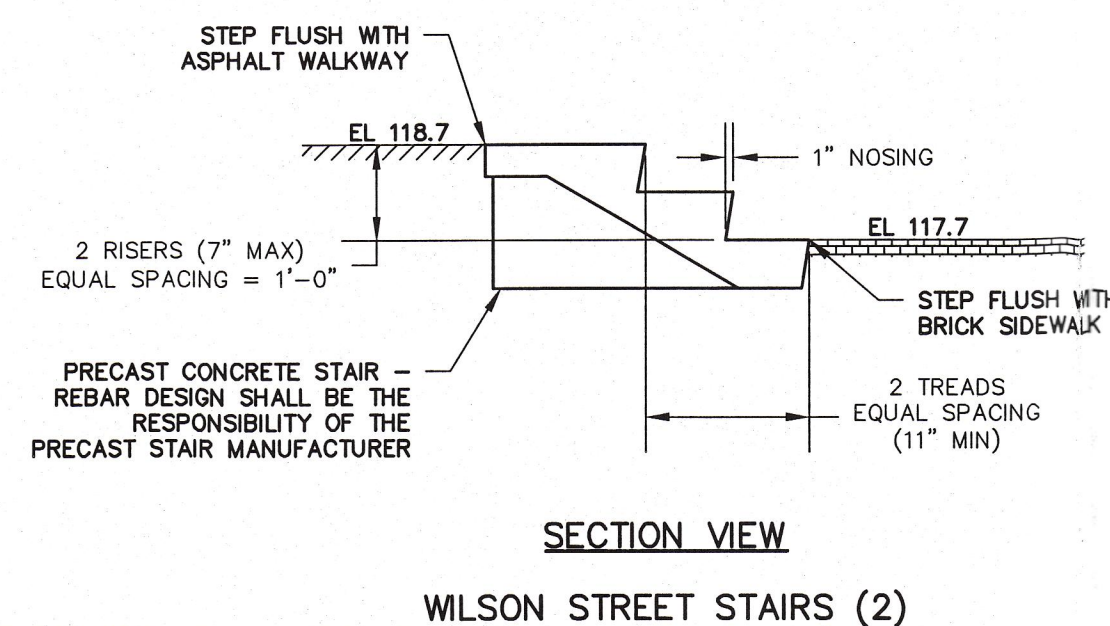 STEP FLUSH WITH
ASPHALT WALKWAY
EL 118.7
1" NOSING
2 RISERS (7" MAX)
EQUAL SPACING = 1'-0"
EL 117.7
STEP FLUSH WITH
BRICK SIDEWALK
PRECAST CONCRETE STAIR –
REBAR DESIGN SHALL BE THE
RESPONSIBILITY OF THE
PRECAST STAIR MANUFACTURER
2 TREADS
EQUAL SPACING
(11" MIN)
SECTION VIEW
WILSON STREET STAIRS (2)